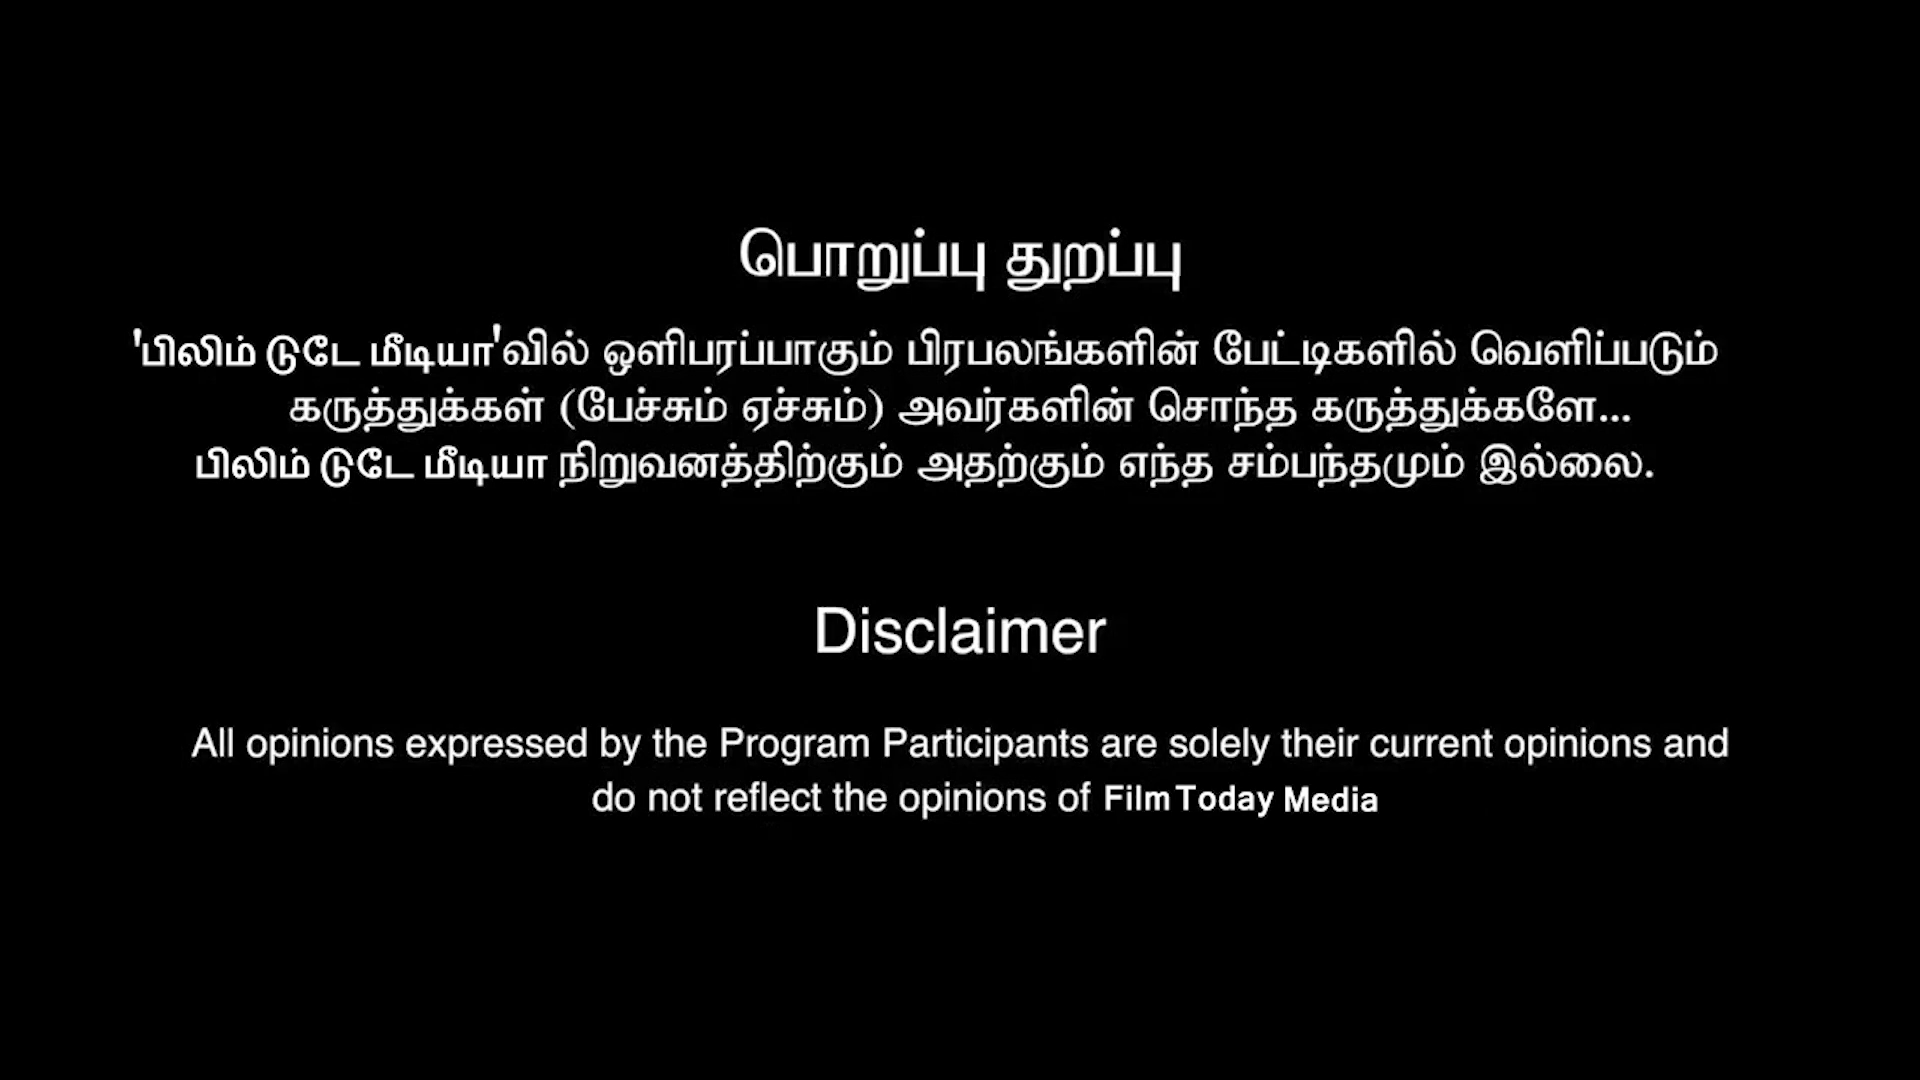 பொறுப்பு துறப்பு
'பிலிம் டுடே மீடியா'வில் ஒளிபரப்பாகும் பிரபலங்களின் பேட்டிகளில் வெளிப்படும்
கருத்துக்கள் (பேச்சும் ஏச்சும்) அவர்களின் சொந்த கருத்துக்களே...
பிலிம் டுடே மீடியா நிறுவனத்திற்கும் அதற்கும் எந்த சம்பந்தமும் இல்லை.
Disclaimer
All opinions expressed by the Program Participants are solely their current opinions and
do not reflect the opinions of Film Today Media